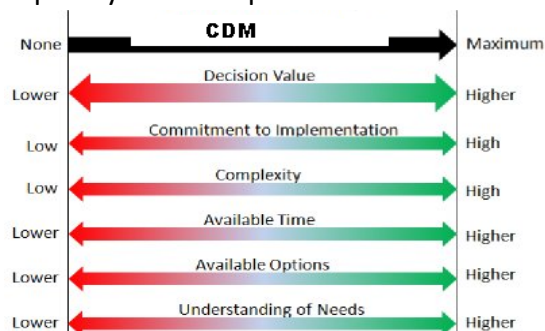 CDM
None Maximum
Decision Value
Lower Higher
Commitment to Implementation
Low High
Complexity
Low High
Available Time
Lower Higher
Available Options
Lower Higher
Understanding of Needs
Lower Higher